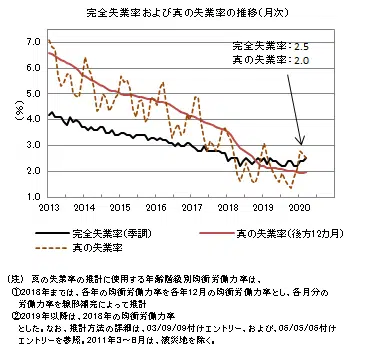 完全失業率および真の失業率の推移(月次)
7.0
6.0
5.0
4.0
3.0
2.0
1.0
(%)
完全失業率：2.5
真の失業率：2.0
2013 2014 2015 2016 2017 2018 2019 2020
完全失業率(季調)
真の失業率(後方12カ月)
真の失業率
(注) 真の失業率の推計に使用する年齢階級別均衡労働力率は、
①2018年までは、各年の均衡労働力率を各年12月の均衡労働力率とし、各月分の
労働力率を線形補完によって推計
②2019年以降は、2018年の均衡労働力率
とした。なお、推計方法の詳細は、03/09/09付けエントリー、および、06/05/06付け
エントリーを参照。2011年3～8月は、被災地を除く。